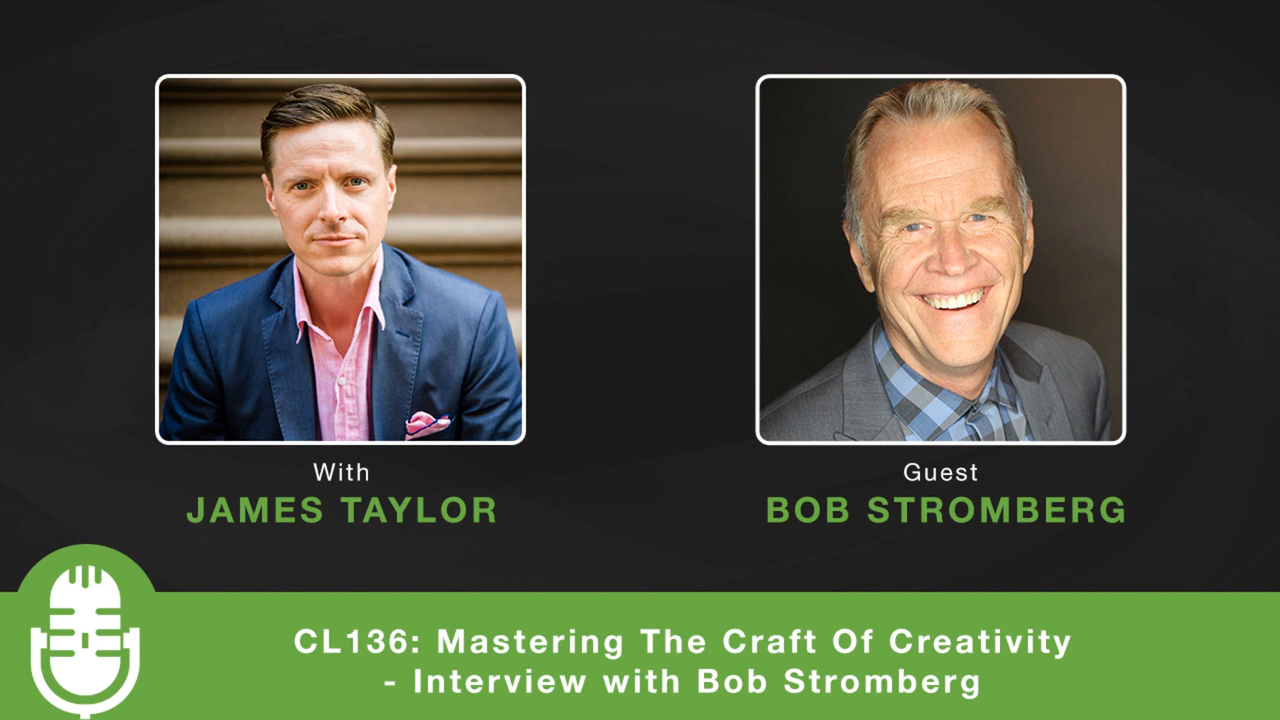 With
JAMES TAYLOR
Guest
BOB STROMBERG
CL136: Mastering The Craft Of Creativity
- Interview with Bob Stromberg